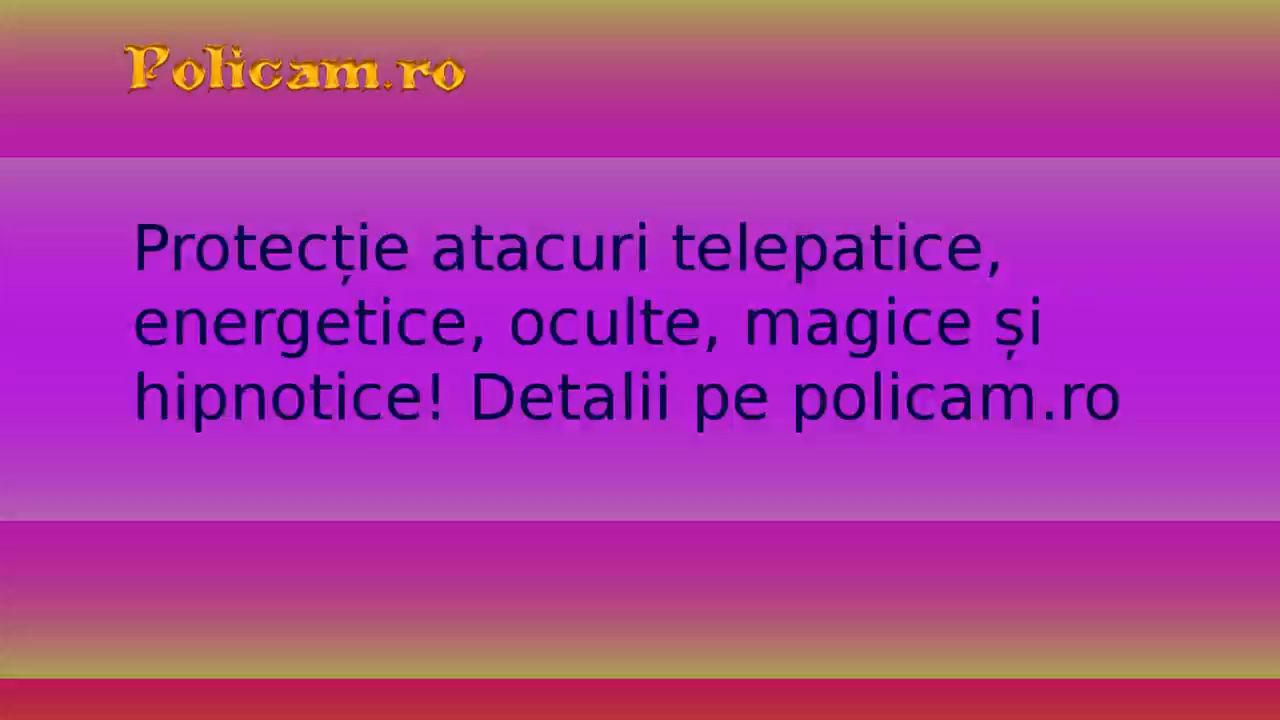 Policam.ro
Protecție atacuri telepatice,
energetice, oculte, magice și
hipnotice! Detalii pe policam.ro